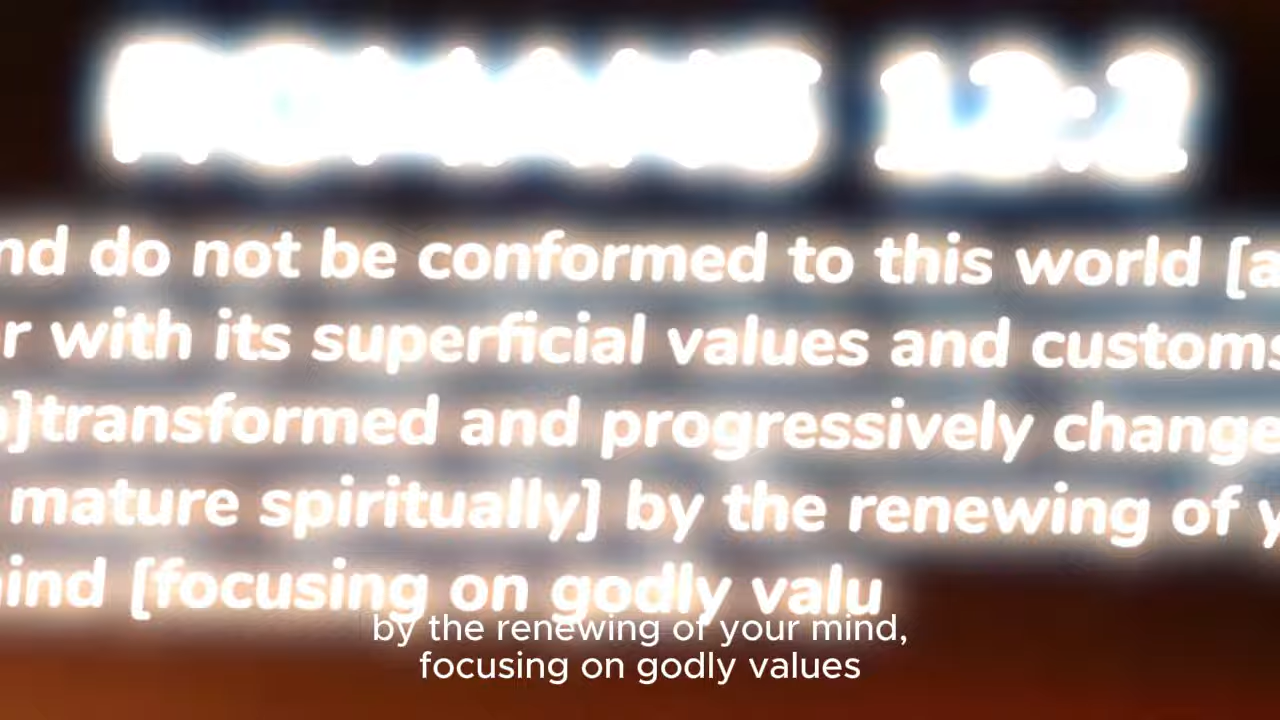 ROMANS 12:2
nd do not be conformed to this world [a
r with its superficial values and customs
]transformed and progressively change
mature spiritually] by the renewing of y
ind [focusing on godly valu
by the renewing of your mind,
focusing on godly values